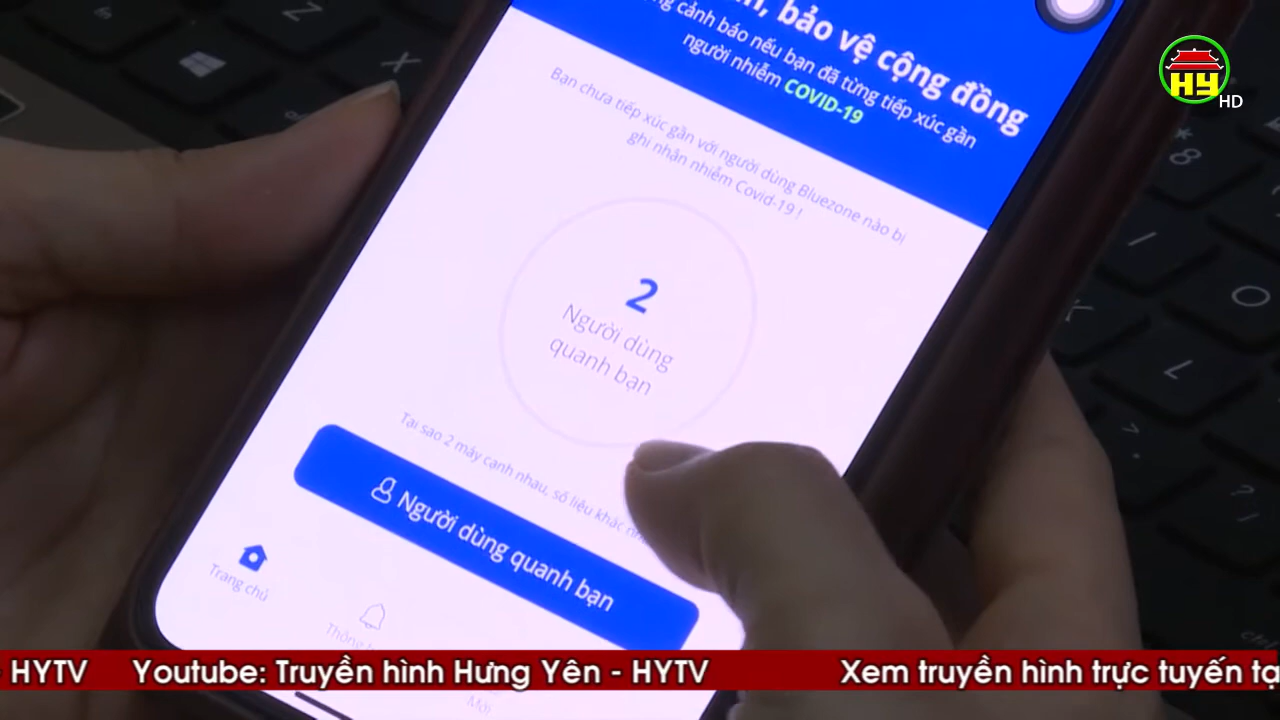 bảo vệ cộng đồng
cảnh báo nếu bạn đã từng tiếp xúc gần
người nhiễm COVID-19
Bạn chưa tiếp xúc gần với người dùng Bluezone nào bị
ghi nhận nhiễm Covid-19 !
2
Người dùng
quanh bạn
Tại sao 2 máy cạnh nhau, số liệu khác
Người dùng quanh bạn
Trang chủ
Mời
HY
HD
- HYTV Youtube: Truyền hình Hưng Yên - HYTV Xem truyền hình trực tuyến
Z
X
*
8
/
O
K
L
?